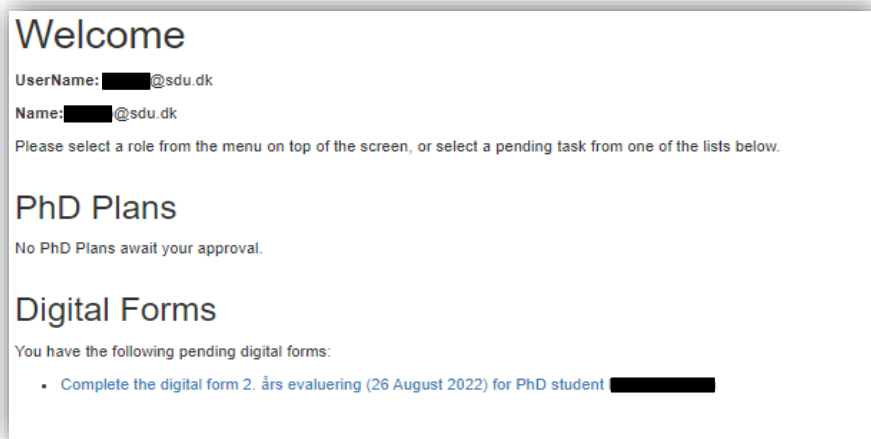 Welcome
UserName: @sdu.dk
Name: @sdu.dk
Please select a role from the menu on top of the screen, or select a pending task from one of the lists below.
PhD Plans
No PhD Plans await your approval.
Digital Forms
You have the following pending digital forms:
• Complete the digital form 2. års evaluering (26 August 2022) for PhD student